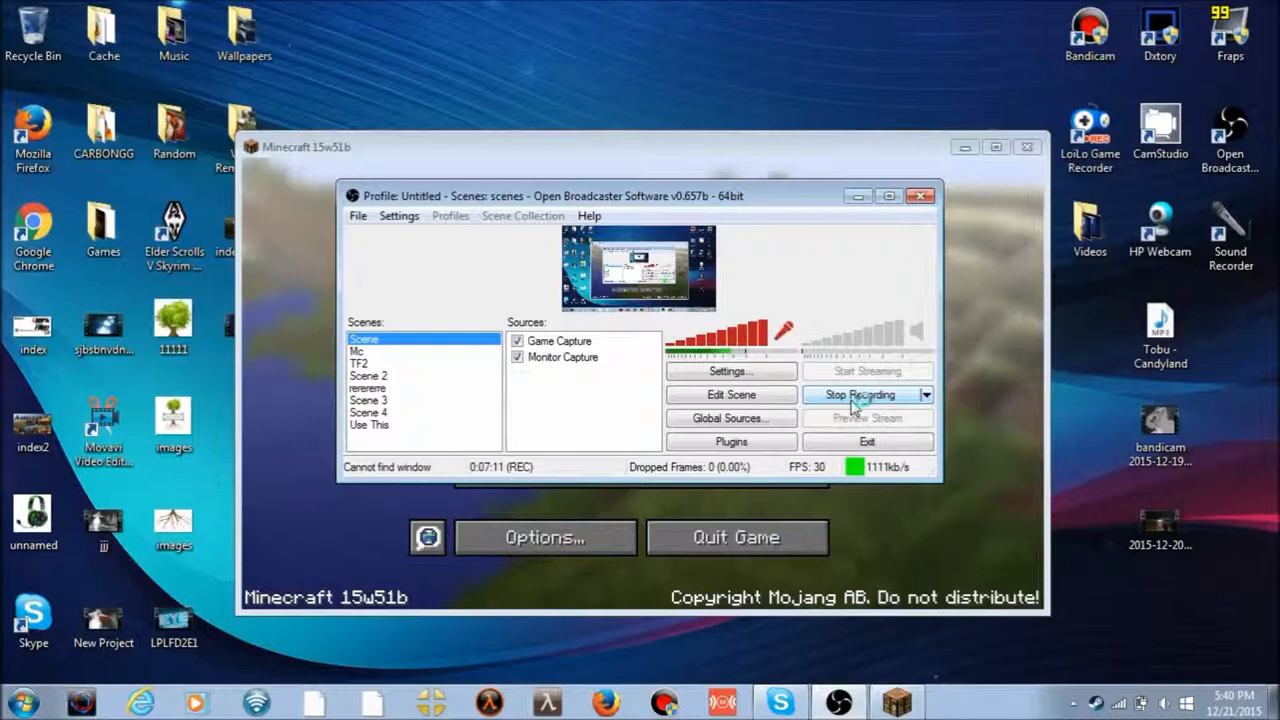 Recycle Bin
Cache
Music
Wallpapers
99
Bandicam
Dxtory
Fraps
Mozilla
Firefox
CARBONGG
Random
LoiLo Game
Recorder
CamStudio
Open
Broadcast...
Google
Chrome
Games
Elder Scrolls
V Skyrim ...
Videos
HP Webcam
Sound
Recorder
index
sjbsbnvdn...
11111
Tobu -
Candyland
index2
Movavi
Video Edit...
images
bandicam
2015-12-19...
unnamed
jjj
images
2015-12-20...
Skype
New Project
LPLFD2E1
Minecraft 15w51b
Profile: Untitled - Scenes: scenes - Open Broadcaster Software v0.657b - 64bit
File
Settings
Profiles
Scene Collection
Help
Scenes:
Sources:
Scene
Mc
TF2
Scene 2
rererere
Scene 3
Scene 4
Use This
Game Capture
Monitor Capture
Settings...
Start Streaming
Edit Scene
Stop Recording
Global Sources...
Preview Stream
Plugins
Exit
Cannot find window
0:07:11 (REC)
Dropped Frames: 0 (0.00%)
FPS: 30
1111kb/s
Options...
Quit Game
Minecraft 15w51b
Copyright Mojang AB. Do not distribute!
5:40 PM
12/21/2015